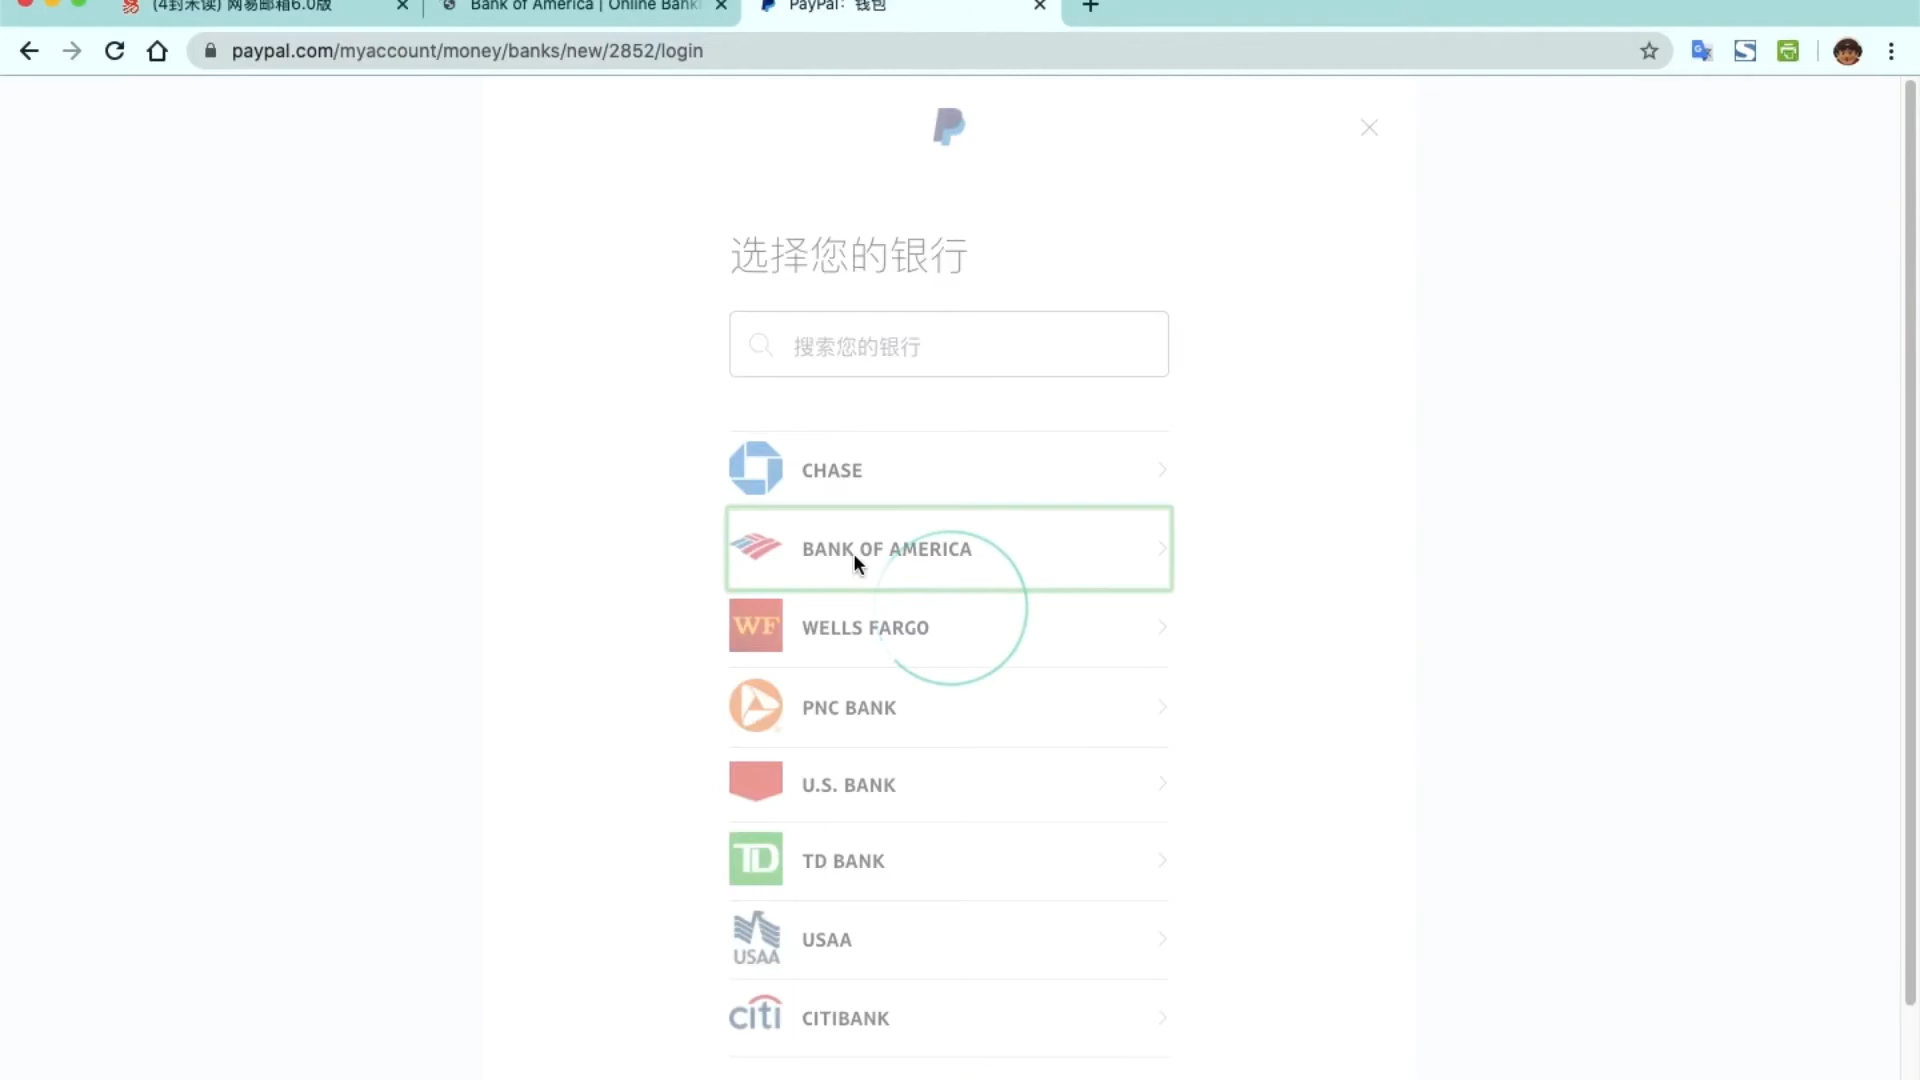 (4封未读) 网易邮箱6.0版
Bank of America | Online Bank
PayPal: 钱包
paypal.com/myaccount/money/banks/new/2852/login
选择您的银行
搜索您的银行
CHASE
BANK OF AMERICA
WF
WELLS FARGO
PNC BANK
U.S. BANK
TD
TD BANK
USAA
USAA
citi
CITIBANK